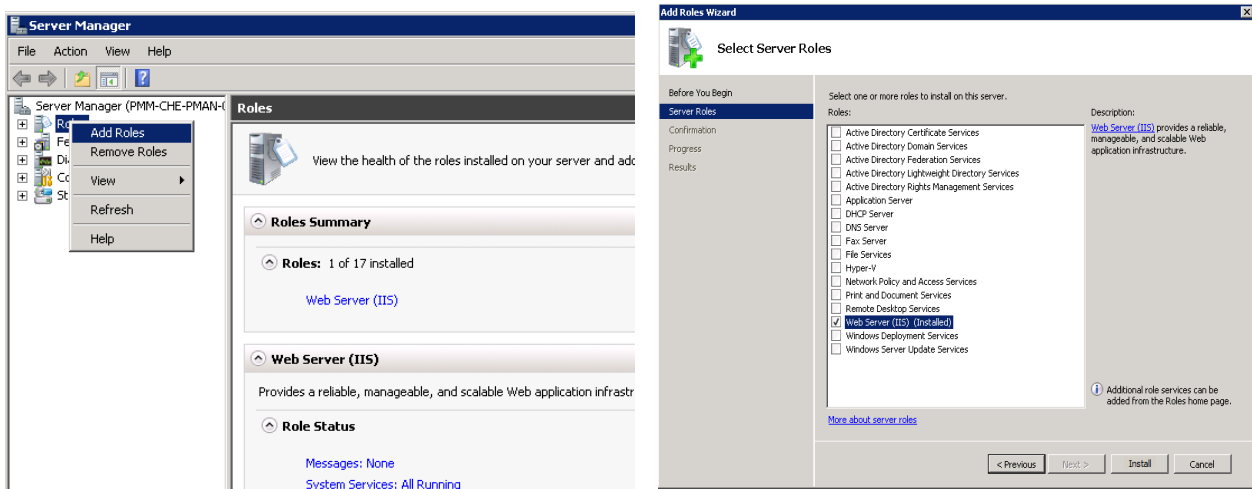 Server Manager
File Action View Help
Server Manager (PMM-CHE-PMAN-
Add Roles
Remove Roles
View
Refresh
Help
Roles
View the health of the roles installed on your server and add
Roles Summary
Roles: 1 of 17 installed
Web Server (IIS)
Web Server (IIS)
Provides a reliable, manageable, and scalable Web application infrastr
Role Status
Messages: None
System Services: All Running
Add Roles Wizard
Select Server Roles
Before You Begin
Server Roles
Confirmation
Progress
Results
Select one or more roles to install on this server.
Roles:
Active Directory Certificate Services
Active Directory Domain Services
Active Directory Federation Services
Active Directory Lightweight Directory Services
Active Directory Rights Management Services
Application Server
DHCP Server
DNS Server
Fax Server
File Services
Hyper-V
Network Policy and Access Services
Print and Document Services
Remote Desktop Services
Web Server (IIS) (Installed)
Windows Deployment Services
Windows Server Update Services
More about server roles
Description:
Web Server (IIS) provides a reliable,
manageable, and scalable Web
application infrastructure.
Additional role services can be
added from the Roles home page.
< Previous
Next >
Install
Cancel